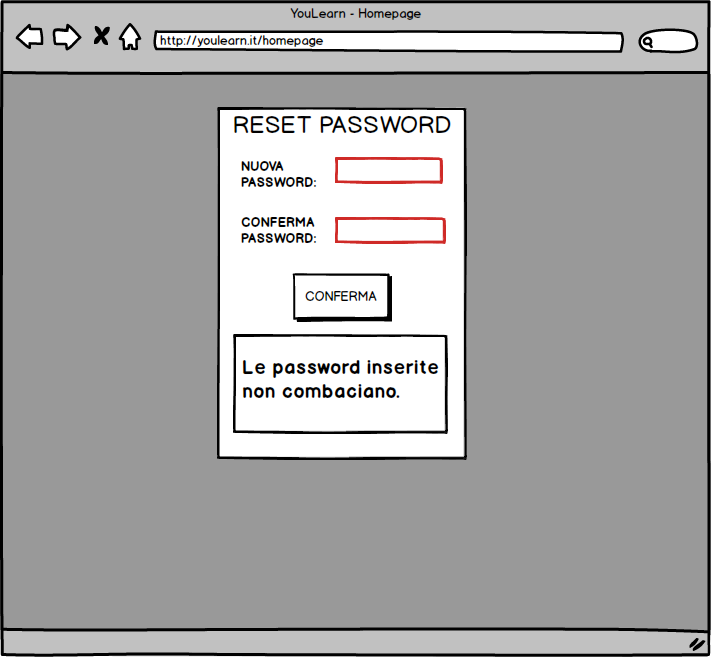 YouLearn - Homepage
http://youlearn.it/homepage
RESET PASSWORD
NUOVA
PASSWORD:
CONFERMA
PASSWORD:
CONFERMA
Le password inserite
non combaciano.